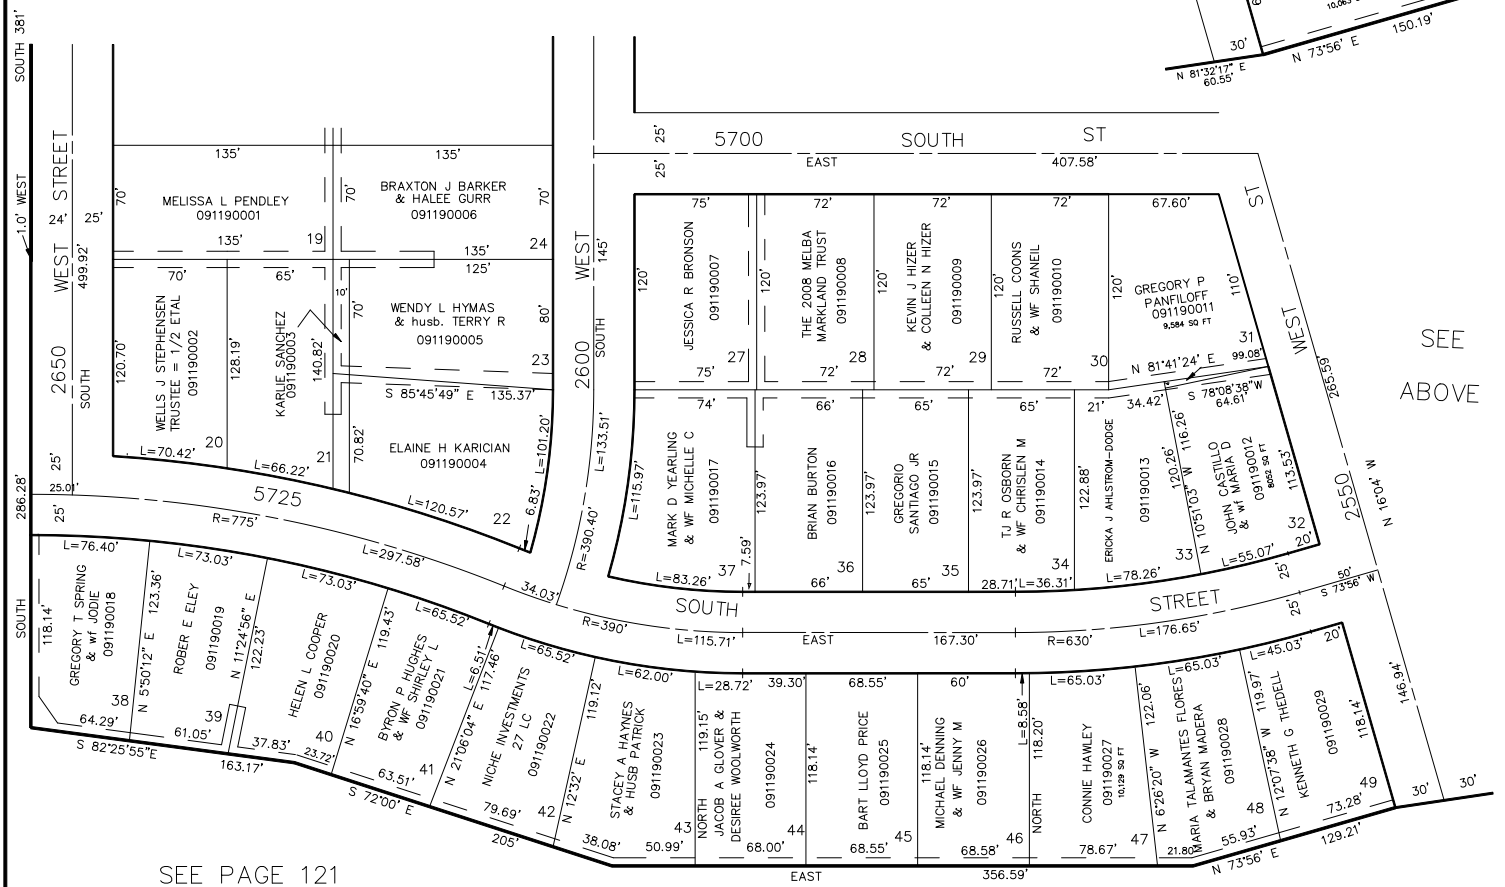 SOUTH 381'
1.0' WEST
2886.28'
SOUTH
2650 WEST STREET
24'
25'
499.92'
SOUTH
25'
25.01'
25'
135'
135'
70'
MELISSA L PENDLEY
091190001
135'
19
70'
BRAXTON J BARKER
& HALEE GURR
091190006
70'
24
135'
125'
70'
65'
10'
120.70'
WELLS J STEPHENSEN
TRUSTEE = 1/2 ETAL
091190002
20
L=70.42'
128.19'
KARLIE SANCHEZ
091190003
140.82'
21
L=66.22'
70'
WENDY L HYMAS
& husb. TERRY R
091190005
80'
23
S 85°45'49" E
135.37'
70.82'
ELAINE H KARICIAN
091190004
L=101.20'
6.83'
22
L=120.57'
2600 WEST
145'
SOUTH
L=133.51'
R=390.40'
34.03'
5725
R=775'
L=297.58'
SOUTH
STREET
R=390'
L=115.71'
EAST
167.30'
R=630'
L=176.65'
25'
25'
5700 SOUTH ST
EAST
407.58'
75'
72'
72'
72'
67.60'
120'
JESSICA R BRONSON
091190007
27
75'
120'
THE 2008 MELBA
MARKLAND TRUST
091190008
28
72'
120'
KEVIN J HIZER
& COLLEEN N HIZER
091190009
29
72'
120'
RUSSELL COONS
& WF SHANEIL
091190010
30
72'
120'
GREGORY P
PANFILOFF
091190011
9,584 SQ FT
110'
31
N 81°41'24" E
99.08'
S 78°08'38"W
64.61'
34.42'
21'
74'
66'
65'
65'
L=115.97'
MARK D YEARLING
& WF MICHELLE C
091190017
37
L=83.26'
7.59'
123.97'
BRIAN BURTON
091190016
36
66'
123.97'
GREGORIO
SANTIAGO JR
091190015
35
65'
123.97'
TJ R OSBORN
& WF CHRISLEN M
091190014
34
28.71'
L=36.31'
122.88'
ERICKA J AHLSTROM-DODGE
091190013
33
L=78.26'
120.26'
N 10°51'03" W 116.26'
JOHN CASTILLO
& wf MARIA D
091190012
8052 SQ FT
113.53'
32
L=55.07'
20'
25'
25'
50'
S 73°56' W
ST
WEST
2550
265.59'
N 16°04' W
146.94'
30'
30'
SEE
ABOVE
30'
N 81°32'17" E
60.55'
N 73°56' E
150.19'
L=76.40'
118.14'
GREGORY T SPRING
& wf JODIE
091190018
38
64.29'
S 82°25'55"E
163.17'
N 5°50'12" E 123.36'
L=73.03'
ROBER E ELEY
091190019
39
61.05'
N 11°24'56" E
122.23'
L=73.03'
HELEN L COOPER
091190020
40
37.83'
23.72'
N 16°59'40" E 119.43'
L=65.52'
BYRON P HUGHES
& WF SHIRLEY L
091190021
41
63.51'
S 72°00' E
205'
L=6.51'
N 21°06'04" E 117.46'
L=65.52'
NICHE INVESTMENTS
27 LC
091190022
42
79.69'
N 12°32' E 119.12'
L=62.00'
STACEY A HAYNES
& HUSB PATRICK
091190023
43
38.08'
50.99'
L=28.72'
39.30'
NORTH 119.15'
JACOB A GLOVER &
DESIREE WOOLWORTH
091190024
44
68.00'
68.55'
118.14'
BART LLOYD PRICE
091190025
45
68.55'
60'
118.14'
MICHAEL DENNING
& WF JENNY M
091190026
46
68.58'
L=8.58'
L=65.03'
NORTH 118.20'
CONNIE HAWLEY
091190027
10,129 SQ FT
47
78.67'
N 6°26'20" W 122.06'
L=65.03'
MARIA TALAMANTES FLORES
& BRYAN MADERA
091190028
48
21.80'
55.93'
N 12°07'38" W 119.97'
L=45.03'
20'
KENNETH G THEDELL
091190029
118.14'
49
73.28'
N 73°56' E
129.21'
EAST
356.59'
SEE PAGE 121